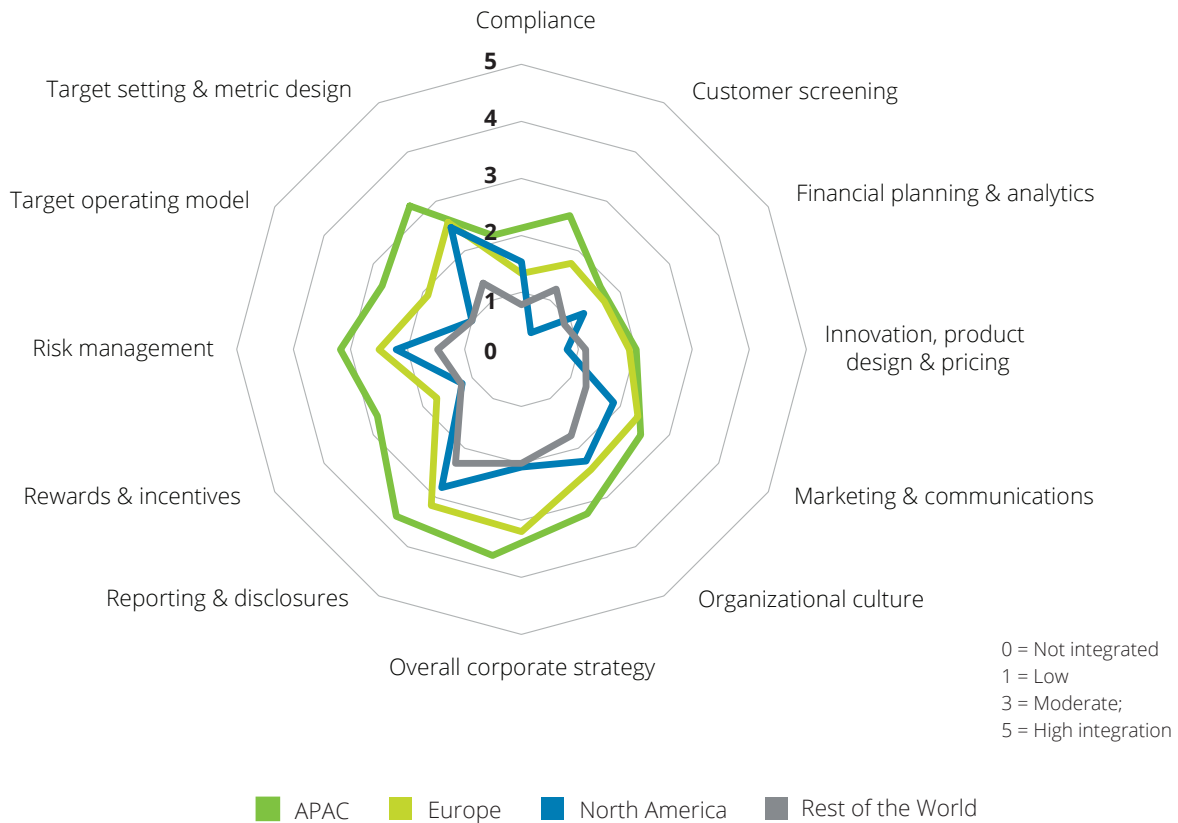 Compliance
Customer screening
Financial planning & analytics
Innovation, product
design & pricing
Marketing & communications
Organizational culture
Overall corporate strategy
Reporting & disclosures
Rewards & incentives
Risk management
Target operating model
Target setting & metric design
5
4
3
2
1
0
0 = Not integrated
1 = Low
3 = Moderate;
5 = High integration
APAC
Europe
North America
Rest of the World